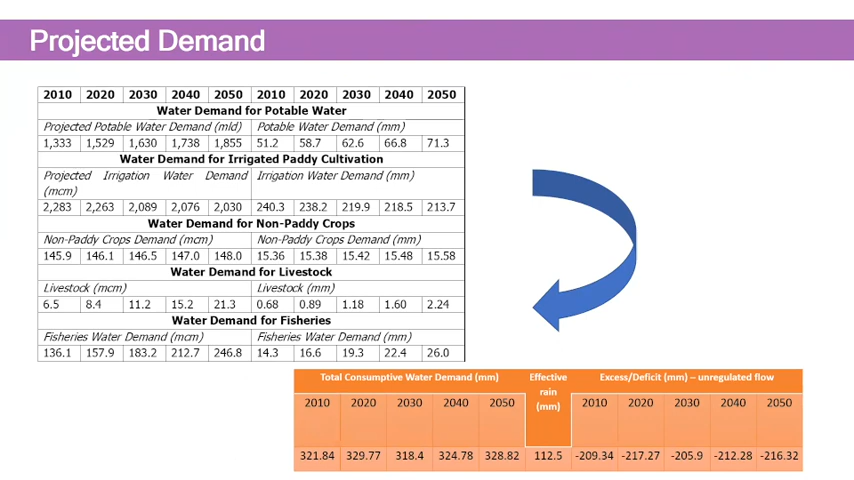 Projected Demand
2010 2020 2030 2040 2050 2010 2020 2030 2040 2050
Water Demand for Potable Water
Projected Potable Water Demand (mld) Potable Water Demand (mm)
1,333 1,529 1,630 1,738 1,855 51.2 58.7 62.6 66.8 71.3
Water Demand for Irrigated Paddy Cultivation
Projected Irrigation Water Demand Irrigation Water Demand (mm)
(mcm)
2,283 2,263 2,089 2,076 2,030 240.3 238.2 219.9 218.5 213.7
Water Demand for Non-Paddy Crops
Non-Paddy Crops Demand (mcm) Non-Paddy Crops Demand (mm)
145.9 146.1 146.5 147.0 148.0 15.36 15.38 15.42 15.48 15.58
Water Demand for Livestock
Livestock (mcm) Livestock (mm)
6.5 8.4 11.2 15.2 21.3 0.68 0.89 1.18 1.60 2.24
Water Demand for Fisheries
Fisheries Water Demand (mcm) Fisheries Water Demand (mm)
136.1 157.9 183.2 212.7 246.8 14.3 16.6 19.3 22.4 26.0
Total Consumptive Water Demand (mm) Effective Excess/Deficit (mm) – unregulated flow
rain
(mm)
2010 2020 2030 2040 2050 2010 2020 2030 2040 2050
321.84 329.77 318.4 324.78 328.82 112.5 -209.34 -217.27 -205.9 -212.28 -216.32